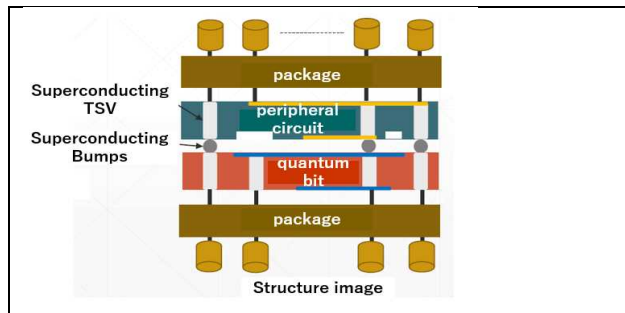 package
Superconducting
TSV
peripheral
circuit
Superconducting
Bumps
quantum
bit
package
Structure image